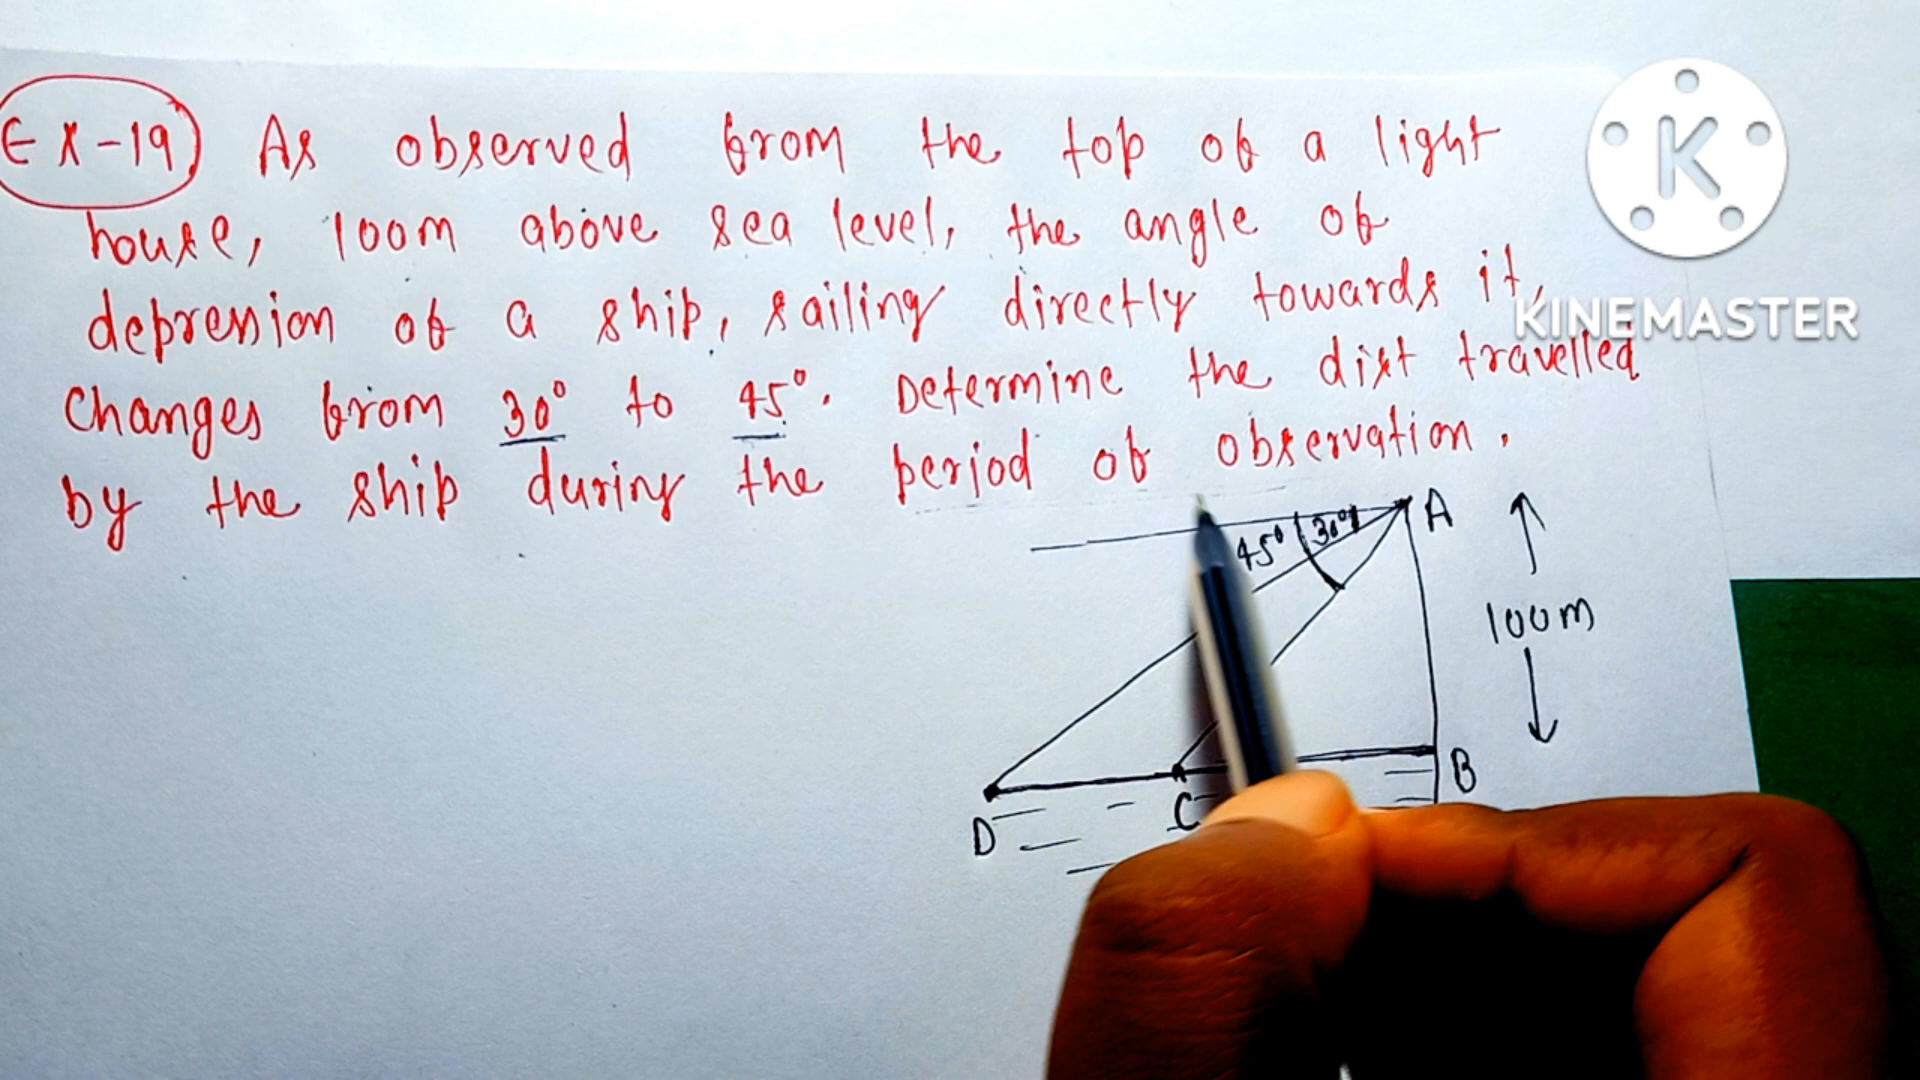 Ex-19 As observed from the top of a light
house, 100m above sea level, the angle of
depression of a ship, sailing directly towards it,
changes from 30° to 45°. Determine the dist travelled
by the ship during the period of observation.
45° 30° A
100m
B
C
D
K
KINEMASTER